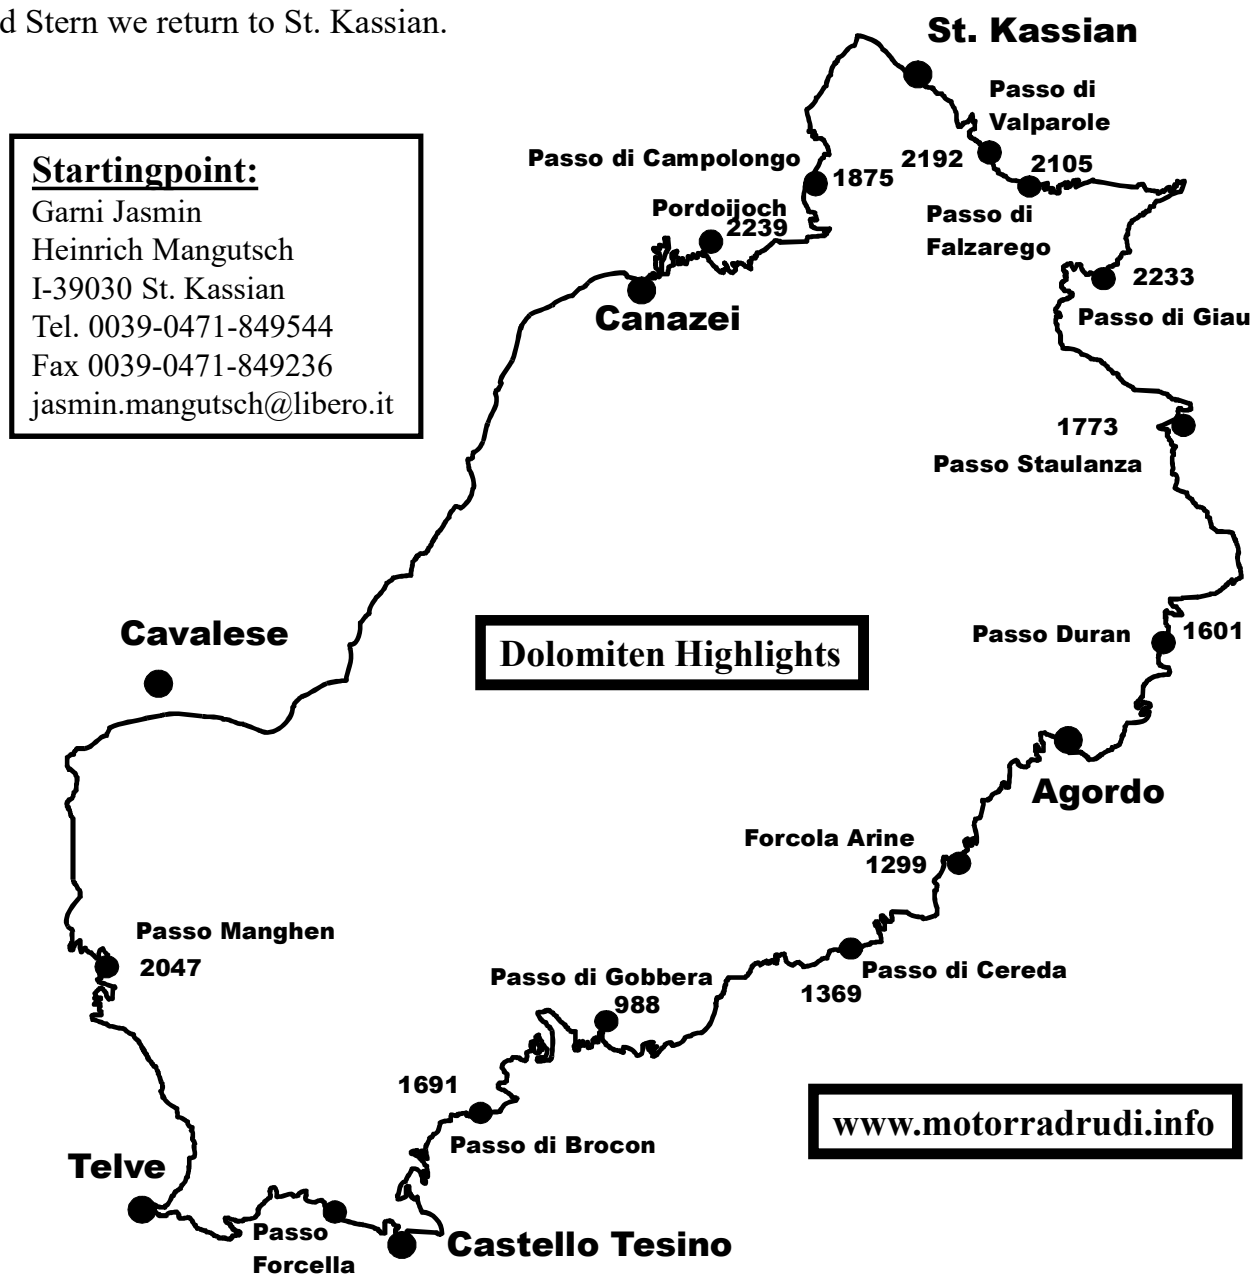 d Stern we return to St. Kassian.
St. Kassian
Passo di
Valparole
2192
2105
Passo di
Falzarego
Passo di Campolongo
1875
Pordoijoch
2239
Canazei
Startingpoint:
Garni Jasmin
Heinrich Mangutsch
I-39030 St. Kassian
Tel. 0039-0471-849544
Fax 0039-0471-849236
jasmin.mangutsch@libero.it
2233
Passo di Giau
1773
Passo Staulanza
Cavalese
Dolomiten Highlights
Passo Duran
1601
Agordo
Forcola Arine
1299
Passo Manghen
2047
Passo di Gobbera
988
Passo di Cereda
1369
1691
Passo di Brocon
www.motorradrudi.info
Telve
Passo
Forcella
Castello Tesino